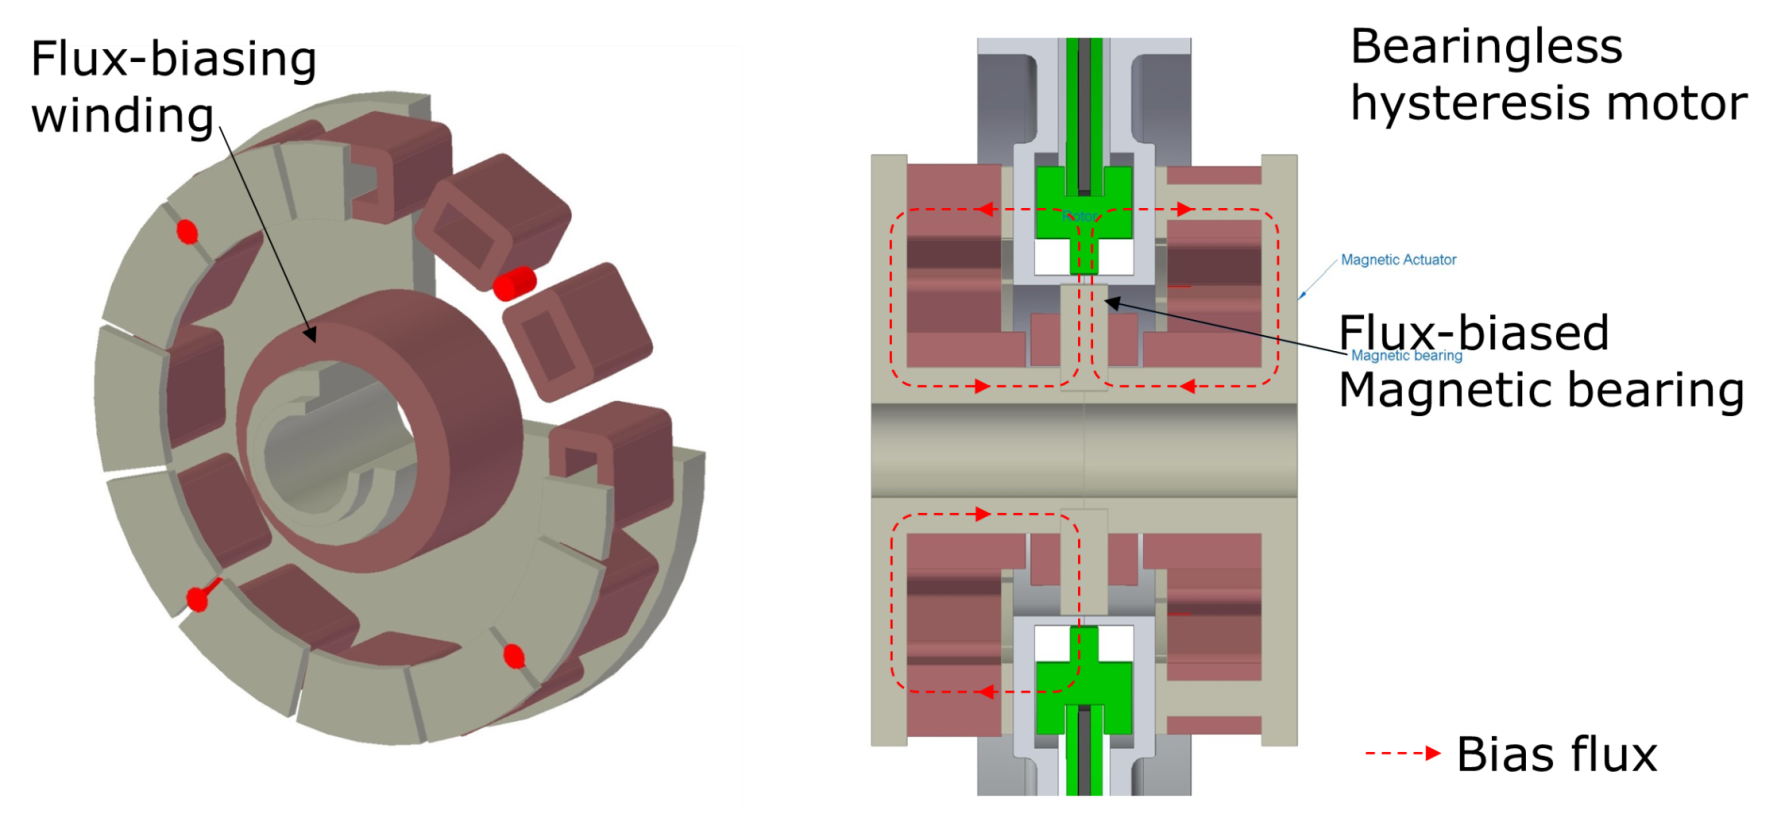 Flux-biasing
winding
Bearingless
hysteresis motor
Rotor
Magnetic Actuator
Flux-biased
Magnetic bearing
Magnetic bearing
Bias flux